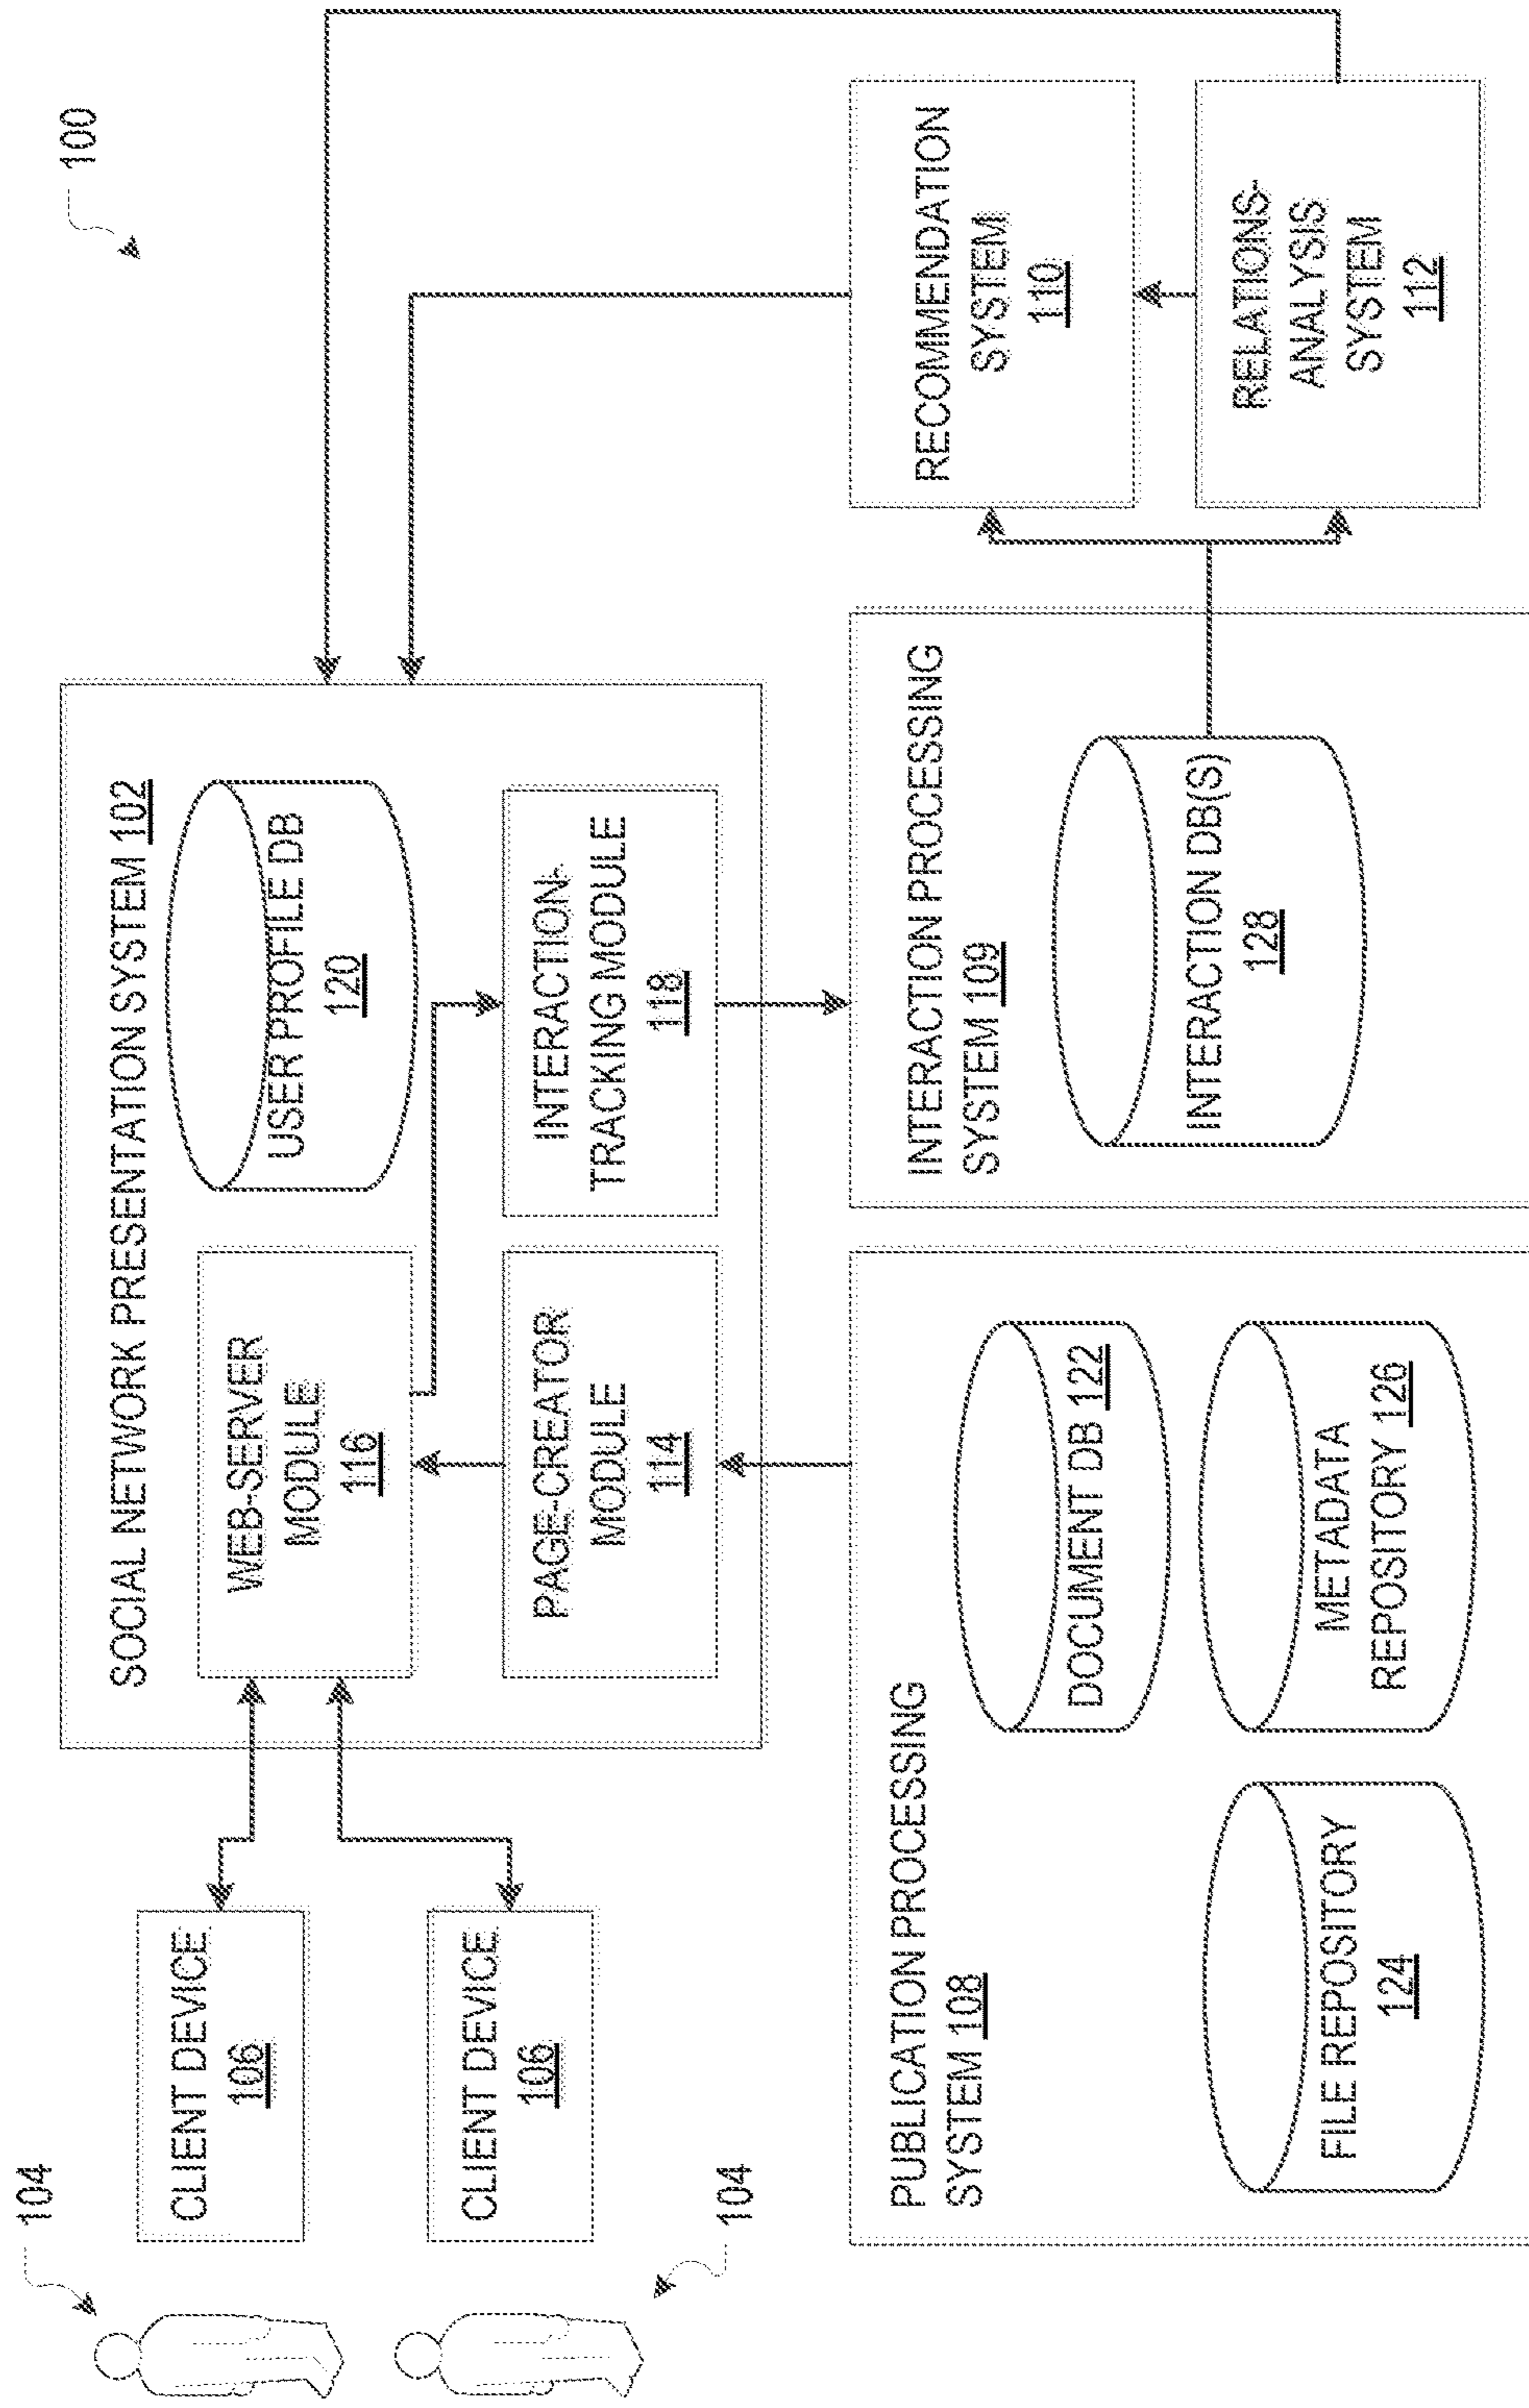 100
104
CLIENT DEVICE
106
CLIENT DEVICE
106
104
SOCIAL NETWORK PRESENTATION SYSTEM 102
WEB-SERVER
MODULE
116
USER PROFILE DB
120
PAGE-CREATOR
MODULE
114
INTERACTION-
TRACKING MODULE
118
PUBLICATION PROCESSING
SYSTEM 108
DOCUMENT DB 122
FILE REPOSITORY
124
METADATA
REPOSITORY 126
INTERACTION PROCESSING
SYSTEM 109
INTERACTION DB(S)
128
RECOMMENDATION
SYSTEM
110
RELATIONS-
ANALYSIS
SYSTEM
112